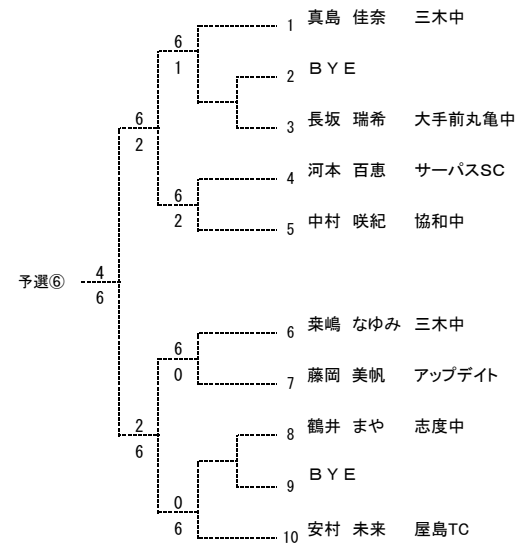 1 真島 佳奈 三木中
6
1
2 BYE
6
2
3 長坂 瑞希 大手前丸亀中
4 河本 百恵 サーパスSC
6
2
5 中村 咲紀 協和中
予選⑥
4
6
6 桒嶋 なゆみ 三木中
6
0
7 藤岡 美帆 アップデイト
2
6
8 鶴井 まや 志度中
9 BYE
0
6
10 安村 未来 屋島TC